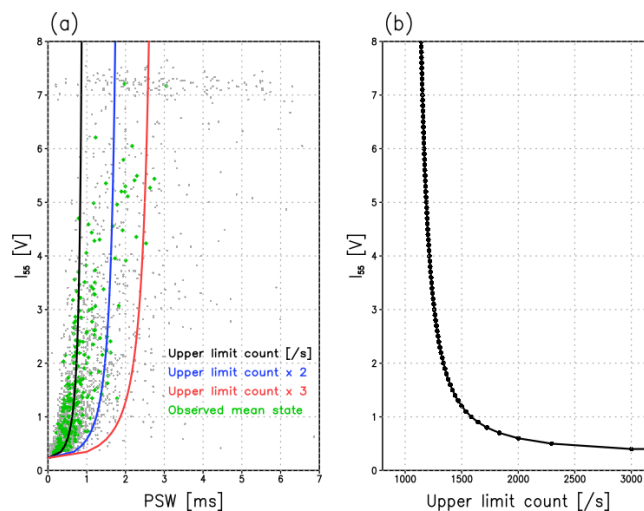 (a)
(b)
8
7
6
5
4
3
2
1
0
I55 [V]
Upper limit count [/s]
Upper limit count x 2
Upper limit count x 3
Observed mean state
0 1 2 3 4 5 6 7
PSW [ms]
8
7
6
5
4
3
2
1
0
I55 [V]
1000 1500 2000 2500 3000
Upper limit count [/s]